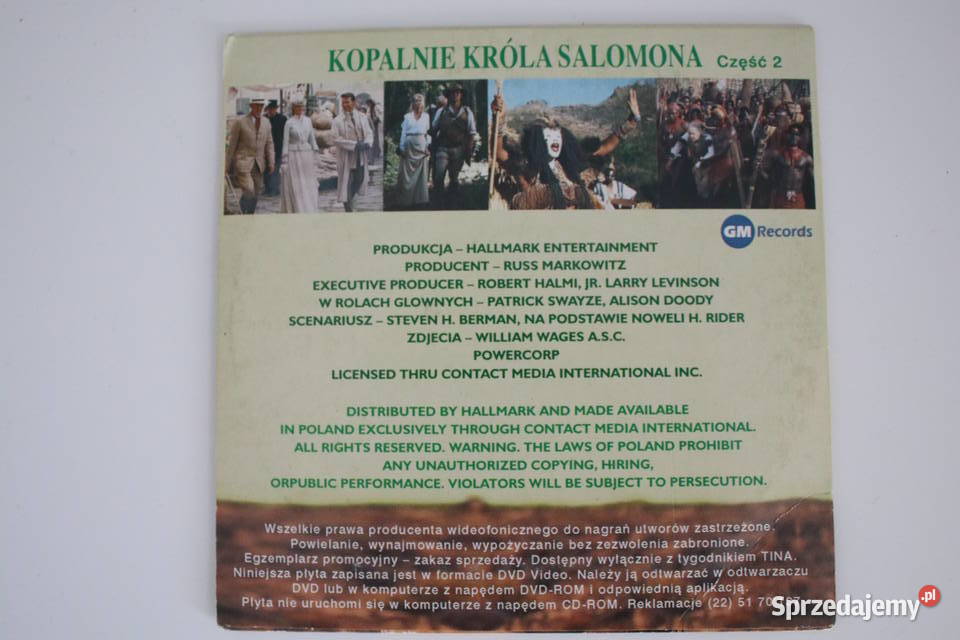 KOPALNIE KRÓLA SALOMONA Część 2
GM Records
PRODUKCJA – HALLMARK ENTERTAINMENT
PRODUCENT – RUSS MARKOWITZ
EXECUTIVE PRODUCER – ROBERT HALMI, JR. LARRY LEVINSON
W ROLACH GLOWNYCH – PATRICK SWAYZE, ALISON DOODY
SCENARIUSZ – STEVEN H. BERMAN, NA PODSTAWIE NOWELI H. RIDER
ZDJECIA – WILLIAM WAGES A.S.C.
POWERCORP
LICENSED THRU CONTACT MEDIA INTERNATIONAL INC.
DISTRIBUTED BY HALLMARK AND MADE AVAILABLE
IN POLAND EXCLUSIVELY THROUGH CONTACT MEDIA INTERNATIONAL.
ALL RIGHTS RESERVED. WARNING. THE LAWS OF POLAND PROHIBIT
ANY UNAUTHORIZED COPYING, HIRING,
ORPUBLIC PERFORMANCE. VIOLATORS WILL BE SUBJECT TO PERSECUTION.
Wszelkie prawa producenta wideofonicznego do nagrań utworów zastrzeżone.
Powielanie, wynajmowanie, wypożyczanie bez zezwolenia zabronione.
Egzemplarz promocyjny – zakaz sprzedaży. Dostępny wyłącznie z tygodnikiem TINA.
Niniejsza płyta zapisana jest w formacie DVD Video. Należy ją odtwarzać w odtwarzaczu
DVD lub w komputerze z napędem DVD-ROM i odpowiednią aplikacją.
Płyta nie uruchomi się w komputerze z napędem CD-ROM. Reklamacje (22) 51 70
Sprzedajemy.pl